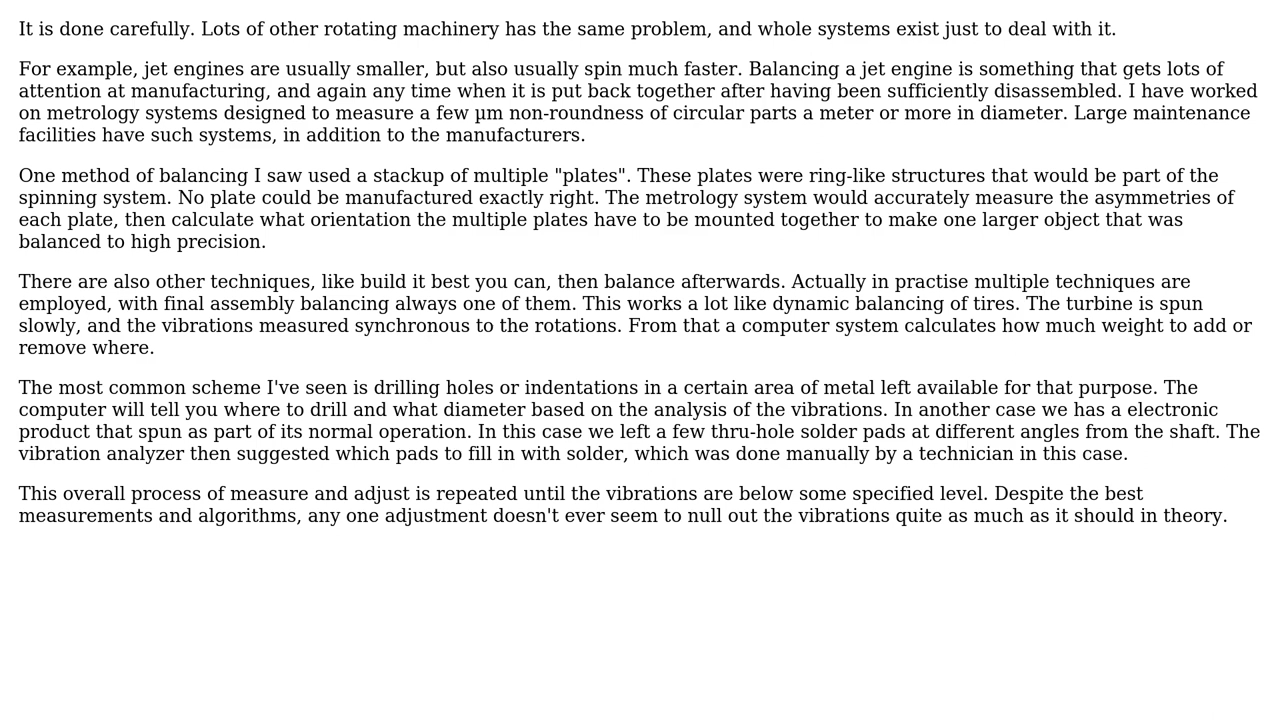 It is done carefully. Lots of other rotating machinery has the same problem, and whole systems exist just to deal with it.
For example, jet engines are usually smaller, but also usually spin much faster. Balancing a jet engine is something that gets lots of
attention at manufacturing, and again any time when it is put back together after having been sufficiently disassembled. I have worked
on metrology systems designed to measure a few µm non-roundness of circular parts a meter or more in diameter. Large maintenance
facilities have such systems, in addition to the manufacturers.
One method of balancing I saw used a stackup of multiple "plates". These plates were ring-like structures that would be part of the
spinning system. No plate could be manufactured exactly right. The metrology system would accurately measure the asymmetries of
each plate, then calculate what orientation the multiple plates have to be mounted together to make one larger object that was
balanced to high precision.
There are also other techniques, like build it best you can, then balance afterwards. Actually in practise multiple techniques are
employed, with final assembly balancing always one of them. This works a lot like dynamic balancing of tires. The turbine is spun
slowly, and the vibrations measured synchronous to the rotations. From that a computer system calculates how much weight to add or
remove where.
The most common scheme I've seen is drilling holes or indentations in a certain area of metal left available for that purpose. The
computer will tell you where to drill and what diameter based on the analysis of the vibrations. In another case we has a electronic
product that spun as part of its normal operation. In this case we left a few thru-hole solder pads at different angles from the shaft. The
vibration analyzer then suggested which pads to fill in with solder, which was done manually by a technician in this case.
This overall process of measure and adjust is repeated until the vibrations are below some specified level. Despite the best
measurements and algorithms, any one adjustment doesn't ever seem to null out the vibrations quite as much as it should in theory.